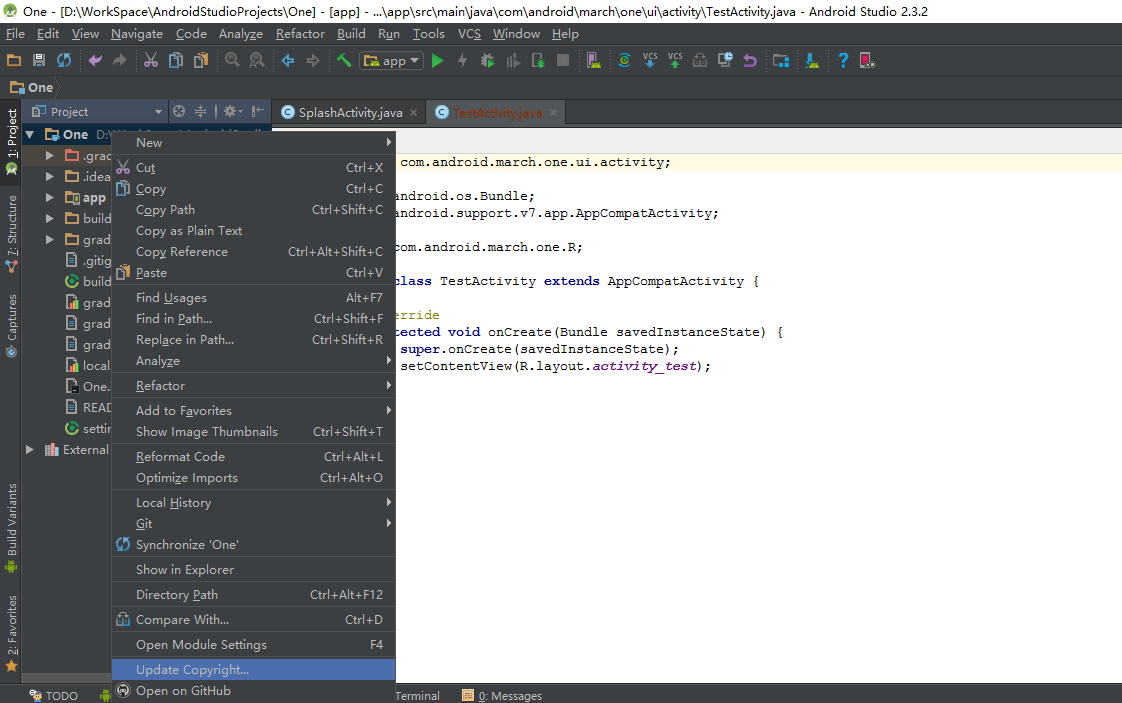 One - [D:\WorkSpace\AndroidStudioProjects\One] - [app] - ...\app\src\main\java\com\android\march\one\ui\activity\TestActivity.java - Android Studio 2.3.2
File Edit View Navigate Code Analyze Refactor Build Run Tools VCS Window Help
app VCS VCS ?
One
Project SplashActivity.java TestActivity.java
1: Project
7: Structure
Captures
Build Variants
2: Favorites
One
.grad
.idea
app
build
grad
.gitig
build
grad
grad
grad
local
One.
READ
settin
External
New
Cut Ctrl+X
Copy Ctrl+C
Copy Path Ctrl+Shift+C
Copy as Plain Text
Copy Reference Ctrl+Alt+Shift+C
Paste Ctrl+V
Find Usages Alt+F7
Find in Path... Ctrl+Shift+F
Replace in Path... Ctrl+Shift+R
Analyze
Refactor
Add to Favorites
Show Image Thumbnails Ctrl+Shift+T
Reformat Code Ctrl+Alt+L
Optimize Imports Ctrl+Alt+O
Local History
Git
Synchronize 'One'
Show in Explorer
Directory Path Ctrl+Alt+F12
Compare With... Ctrl+D
Open Module Settings F4
Update Copyright...
Open on GitHub
com.android.march.one.ui.activity;
android.os.Bundle;
android.support.v7.app.AppCompatActivity;
com.android.march.one.R;
class TestActivity extends AppCompatActivity {
erride
tected void onCreate(Bundle savedInstanceState) {
super.onCreate(savedInstanceState);
setContentView(R.layout.activity_test);
TODO Terminal 0: Messages